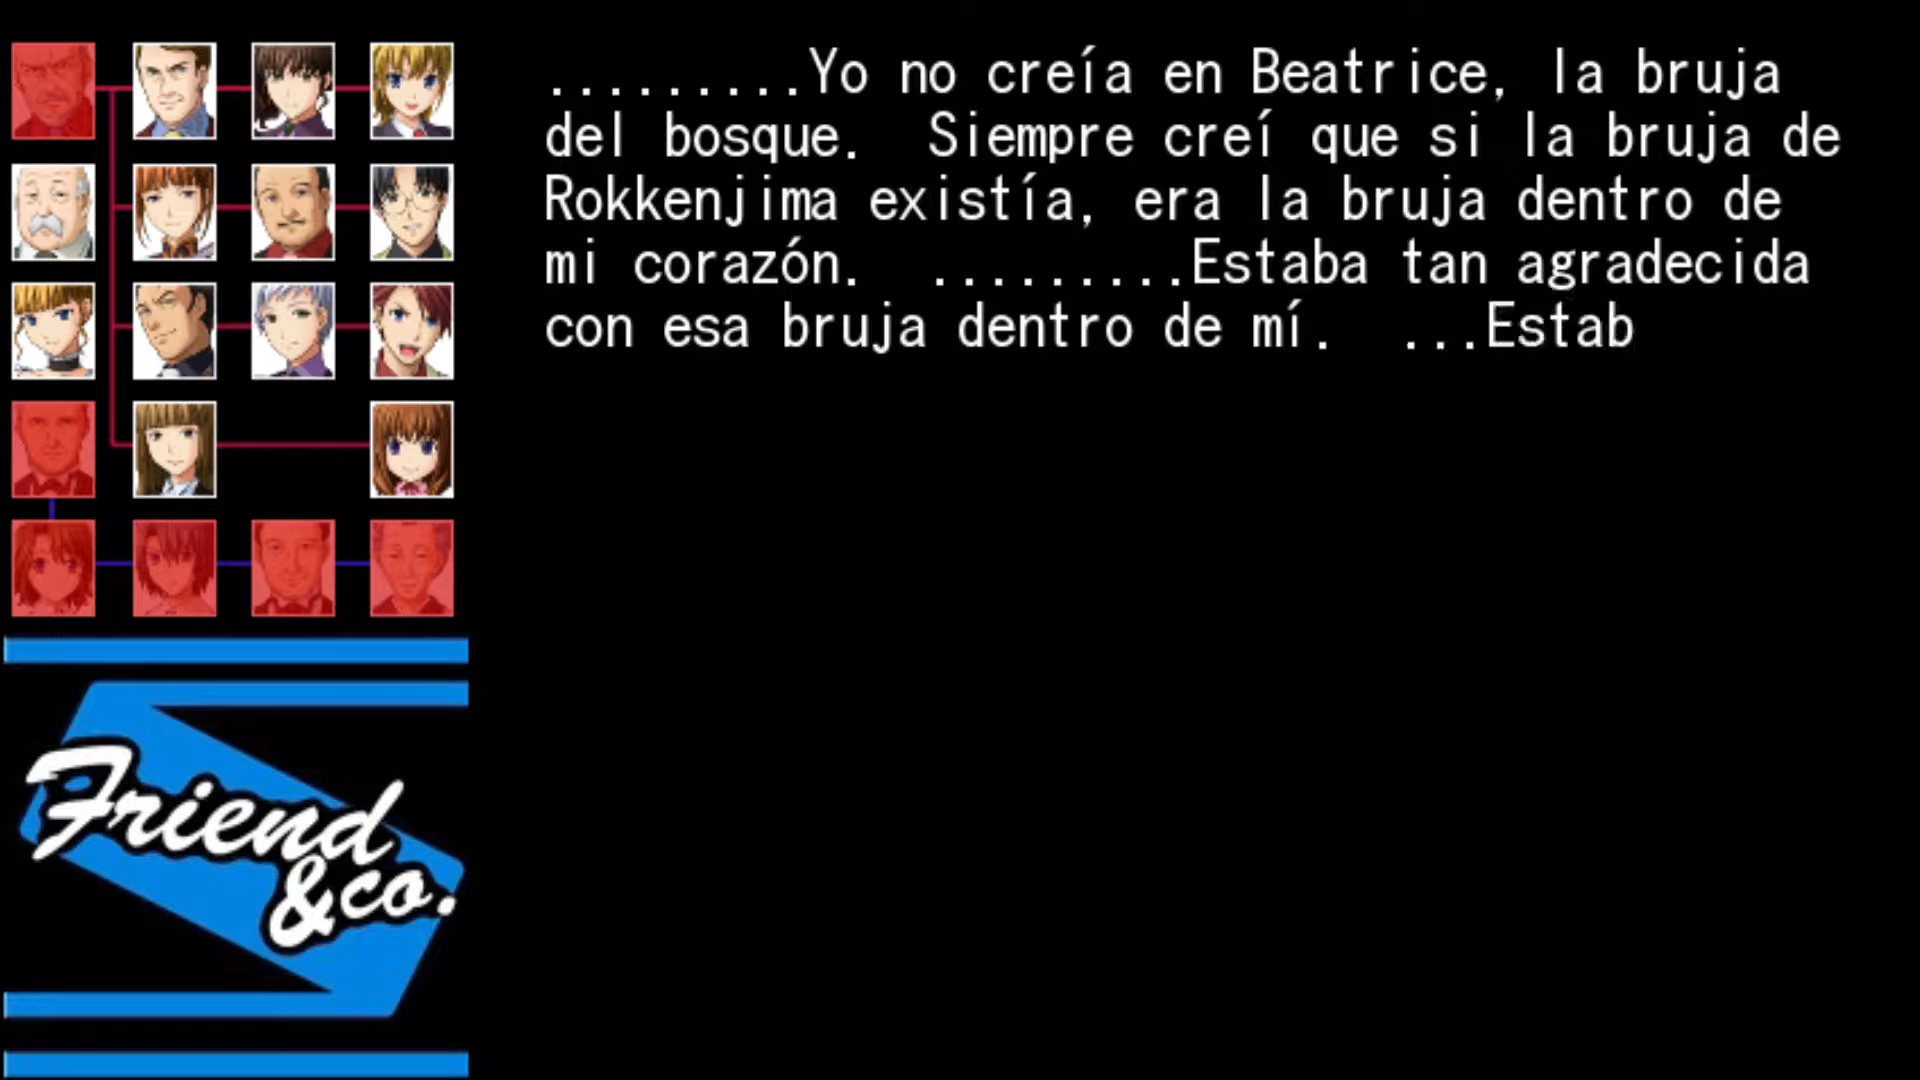 .........Yo no creía en Beatrice, la bruja
del bosque.  Siempre creí que si la bruja de
Rokkenjima existía, era la bruja dentro de
mi corazón.  .........Estaba tan agradecida
con esa bruja dentro de mí.  ...Estab
Friend
&co.